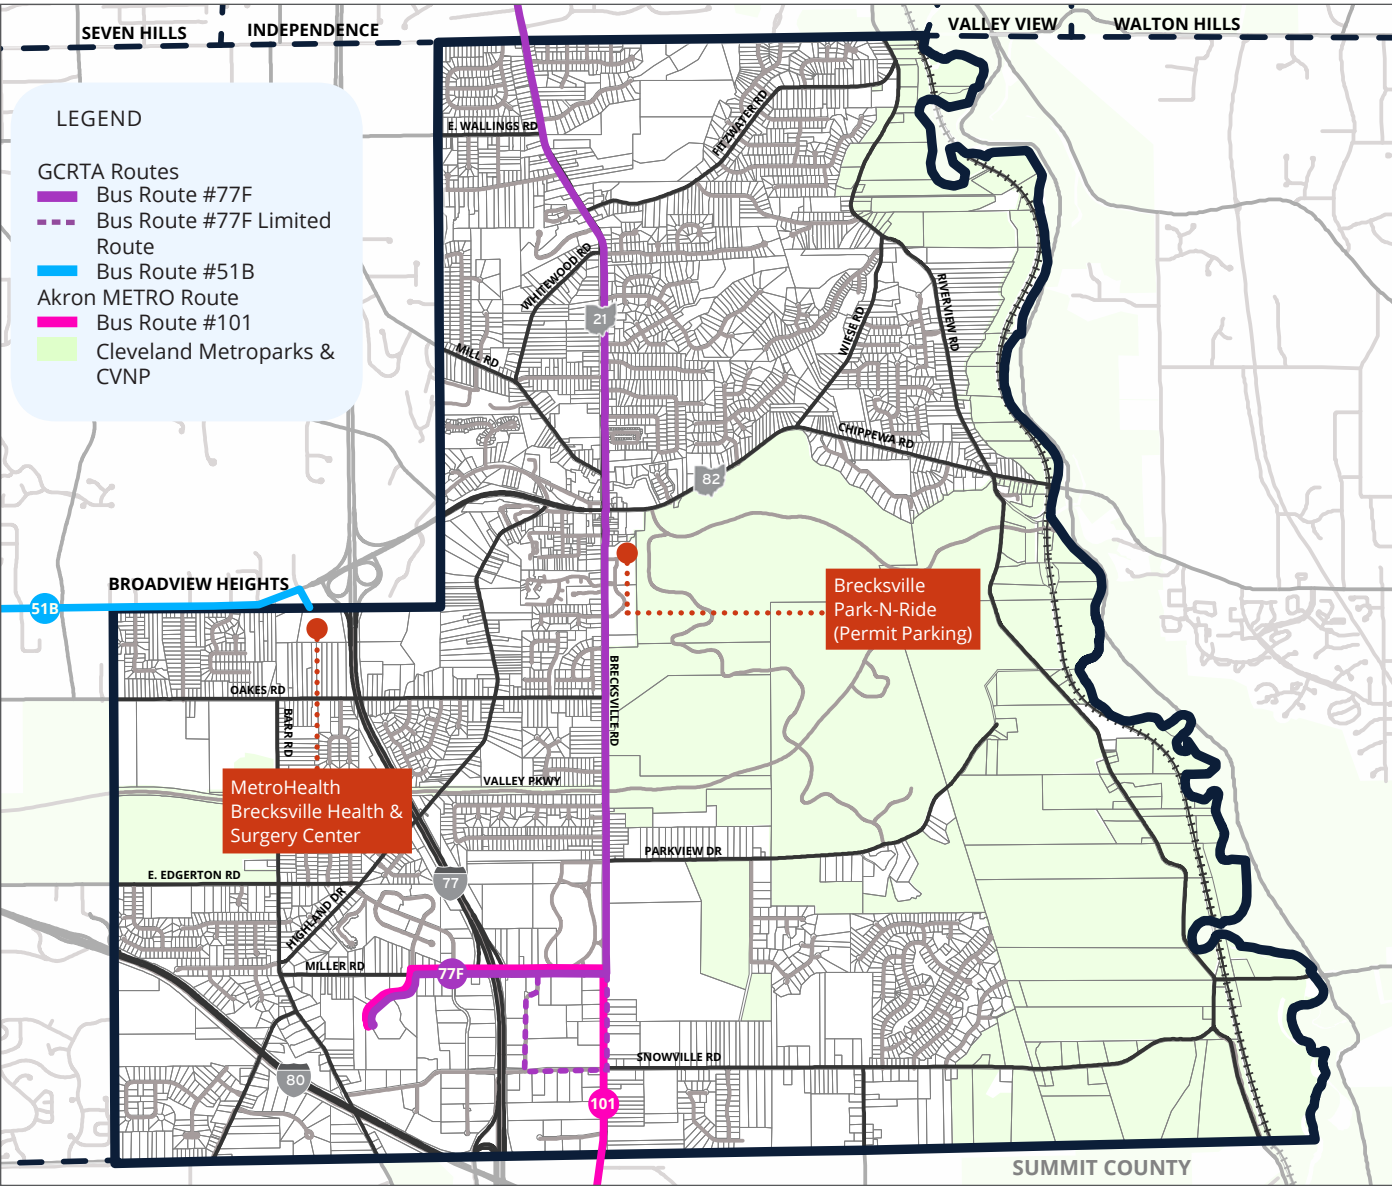 SEVEN HILLS
INDEPENDENCE
VALLEY VIEW
WALTON HILLS
LEGEND
GCRTA Routes
Bus Route #77F
Bus Route #77F Limited
Route
Bus Route #51B
Akron METRO Route
Bus Route #101
Cleveland Metroparks &
CVNP
E. WALLINGS RD
FITZWATER RD
WHITEWOOD RD
21
MILL RD
WIESE RD
RIVERVIEW RD
CHIPPEWA RD
82
BROADVIEW HEIGHTS
51B
Brecksville
Park-N-Ride
(Permit Parking)
OAKES RD
BARR RD
BRECKSVILLE RD
MetroHealth
Brecksville Health &
Surgery Center
VALLEY PKWY
PARKVIEW DR
E. EDGERTON RD
77
HIGHLAND DR
MILLER RD
77F
SNOWVILLE RD
80
101
SUMMIT COUNTY